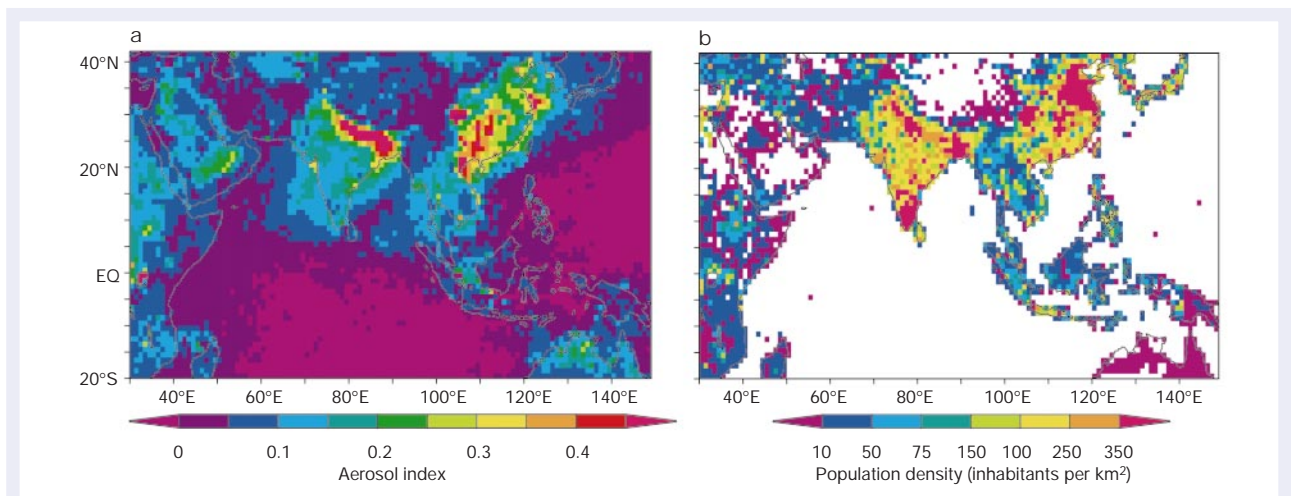 a
b
40°N
20°N
EQ
20°S
40°E 60°E 80°E 100°E 120°E 140°E
40°E 60°E 80°E 100°E 120°E 140°E
0 0.1 0.2 0.3 0.4
Aerosol index
10 50 75 150 100 250 350
Population density (inhabitants per km²)